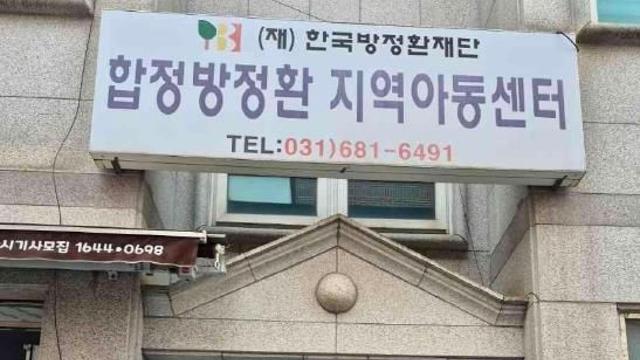 (재) 한국방정환재단
합정방정환 지역아동센터
TEL:031)681-6491
시기사모집 1644•0698